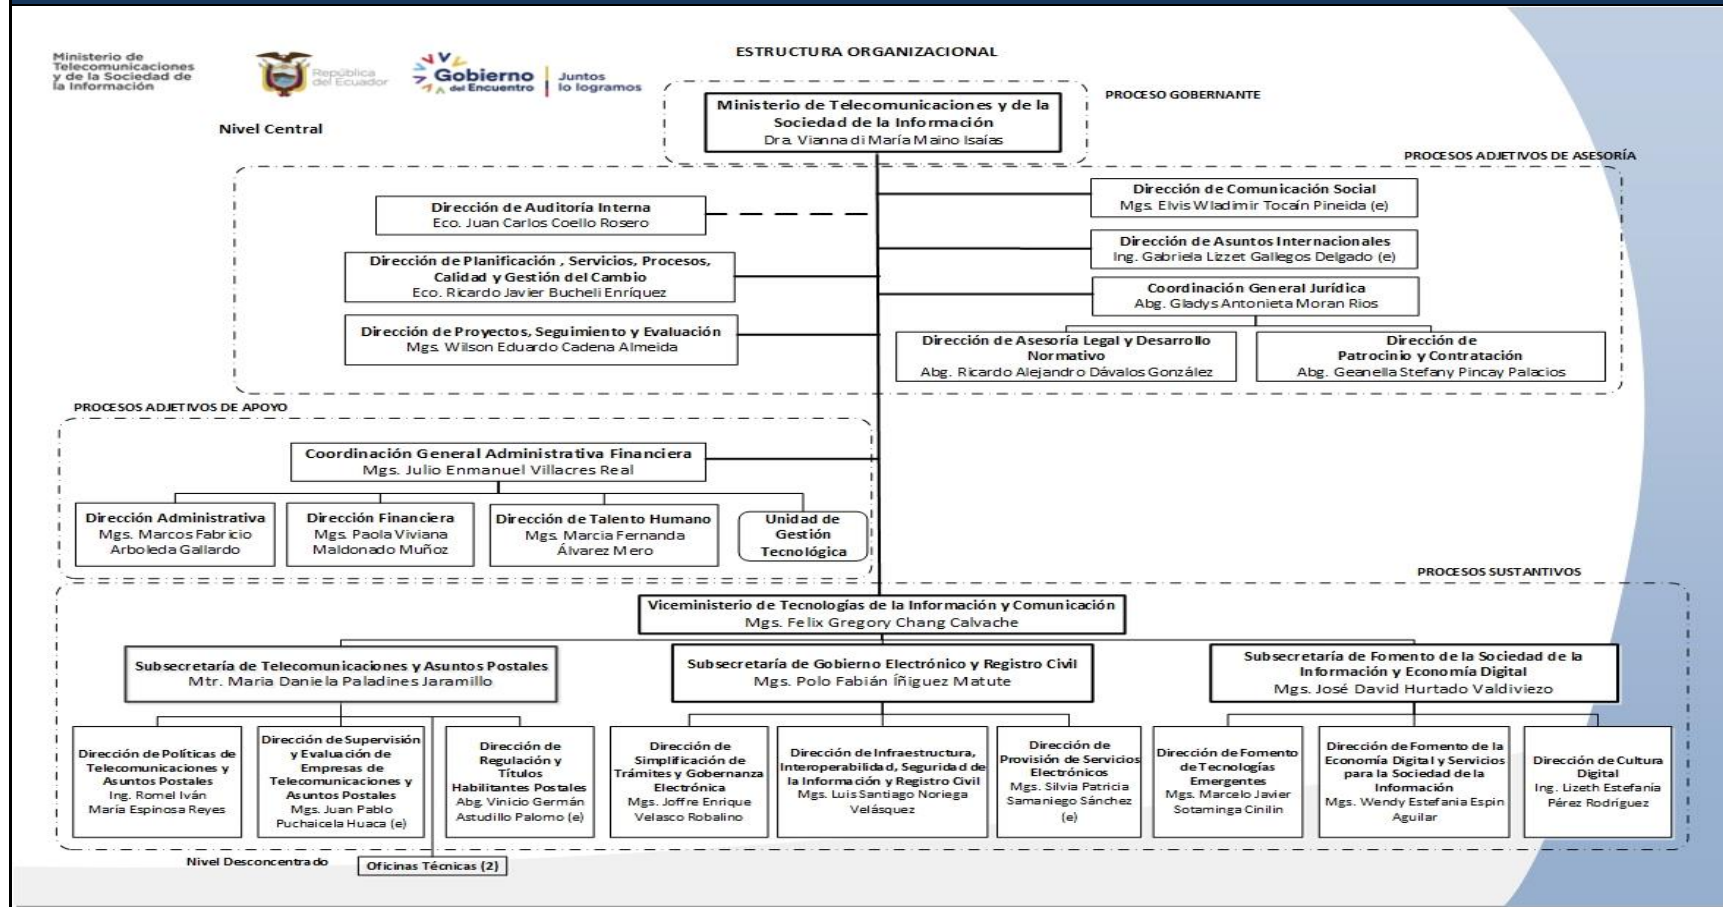 ESTRUCTURA ORGANIZACIONAL
Ministerio de
Telecomunicaciones
y de la Sociedad de
la Información
República
del Ecuador
Gobierno
del Encuentro
Juntos
lo logramos
Nivel Central
PROCESO GOBERNANTE
Ministerio de Telecomunicaciones y de la
Sociedad de la Información
Dra. Vianna di María Maino Isaías
PROCESOS ADJETIVOS DE ASESORÍA
Dirección de Auditoría Interna
Eco. Juan Carlos Coello Rosero
Dirección de Planificación , Servicios, Procesos,
Calidad y Gestión del Cambio
Eco. Ricardo Javier Bucheli Enríquez
Dirección de Proyectos, Seguimiento y Evaluación
Mgs. Wilson Eduardo Cadena Almeida
Dirección de Comunicación Social
Mgs. Elvis Wladimir Tocaín Pineida (e)
Dirección de Asuntos Internacionales
Ing. Gabriela Lizzet Gallegos Delgado (e)
Coordinación General Jurídica
Abg. Gladys Antonieta Moran Rios
Dirección de Asesoría Legal y Desarrollo
Normativo
Abg. Ricardo Alejandro Dávalos González
Dirección de
Patrocinio y Contratación
Abg. Geanella Stefany Pincay Palacios
PROCESOS ADJETIVOS DE APOYO
Coordinación General Administrativa Financiera
Mgs. Julio Enmanuel Villacres Real
Dirección Administrativa
Mgs. Marcos Fabricio
Arboleda Gallardo
Dirección Financiera
Mgs. Paola Viviana
Maldonado Muñoz
Dirección de Talento Humano
Mgs. Marcia Fernanda
Álvarez Mero
Unidad de
Gestión
Tecnológica
PROCESOS SUSTANTIVOS
Viceministerio de Tecnologías de la Información y Comunicación
Mgs. Felix Gregory Chang Calvache
Subsecretaría de Telecomunicaciones y Asuntos Postales
Mtr. Maria Daniela Paladines Jaramillo
Subsecretaría de Gobierno Electrónico y Registro Civil
Mgs. Polo Fabián Íñiguez Matute
Subsecretaría de Fomento de la Sociedad de la
Información y Economía Digital
Mgs. José David Hurtado Valdiviezo
Dirección de Políticas de
Telecomunicaciones y
Asuntos Postales
Ing. Romel Iván
María Espinosa Reyes
Dirección de Supervisión
y Evaluación de
Empresas de
Telecomunicaciones y
Asuntos Postales
Mgs. Juan Pablo
Puchaicela Huaca (e)
Dirección de
Regulación y
Títulos
Habilitantes Postales
Abg. Vinicio Germán
Astudillo Palomo (e)
Dirección de
Simplificación de
Trámites y Gobernanza
Electrónica
Mgs. Joffre Enrique
Velasco Robalino
Dirección de Infraestructura,
Interoperabilidad, Seguridad de
la Información y Registro Civil
Mgs. Luis Santiago Noriega
Velásquez
Dirección de
Provisión de Servicios
Electrónicos
Mgs. Silvia Patricia
Samaniego Sánchez
(e)
Dirección de Fomento
de Tecnologías
Emergentes
Mgs. Marcelo Javier
Sotaminga Cinilin
Dirección de Fomento de la
Economía Digital y Servicios
para la Sociedad de la
Información
Mgs. Wendy Estefania Espin
Aguilar
Dirección de Cultura
Digital
Ing. Lizeth Estefanía
Pérez Rodríguez
Nivel Desconcentrado
Oficinas Técnicas (2)